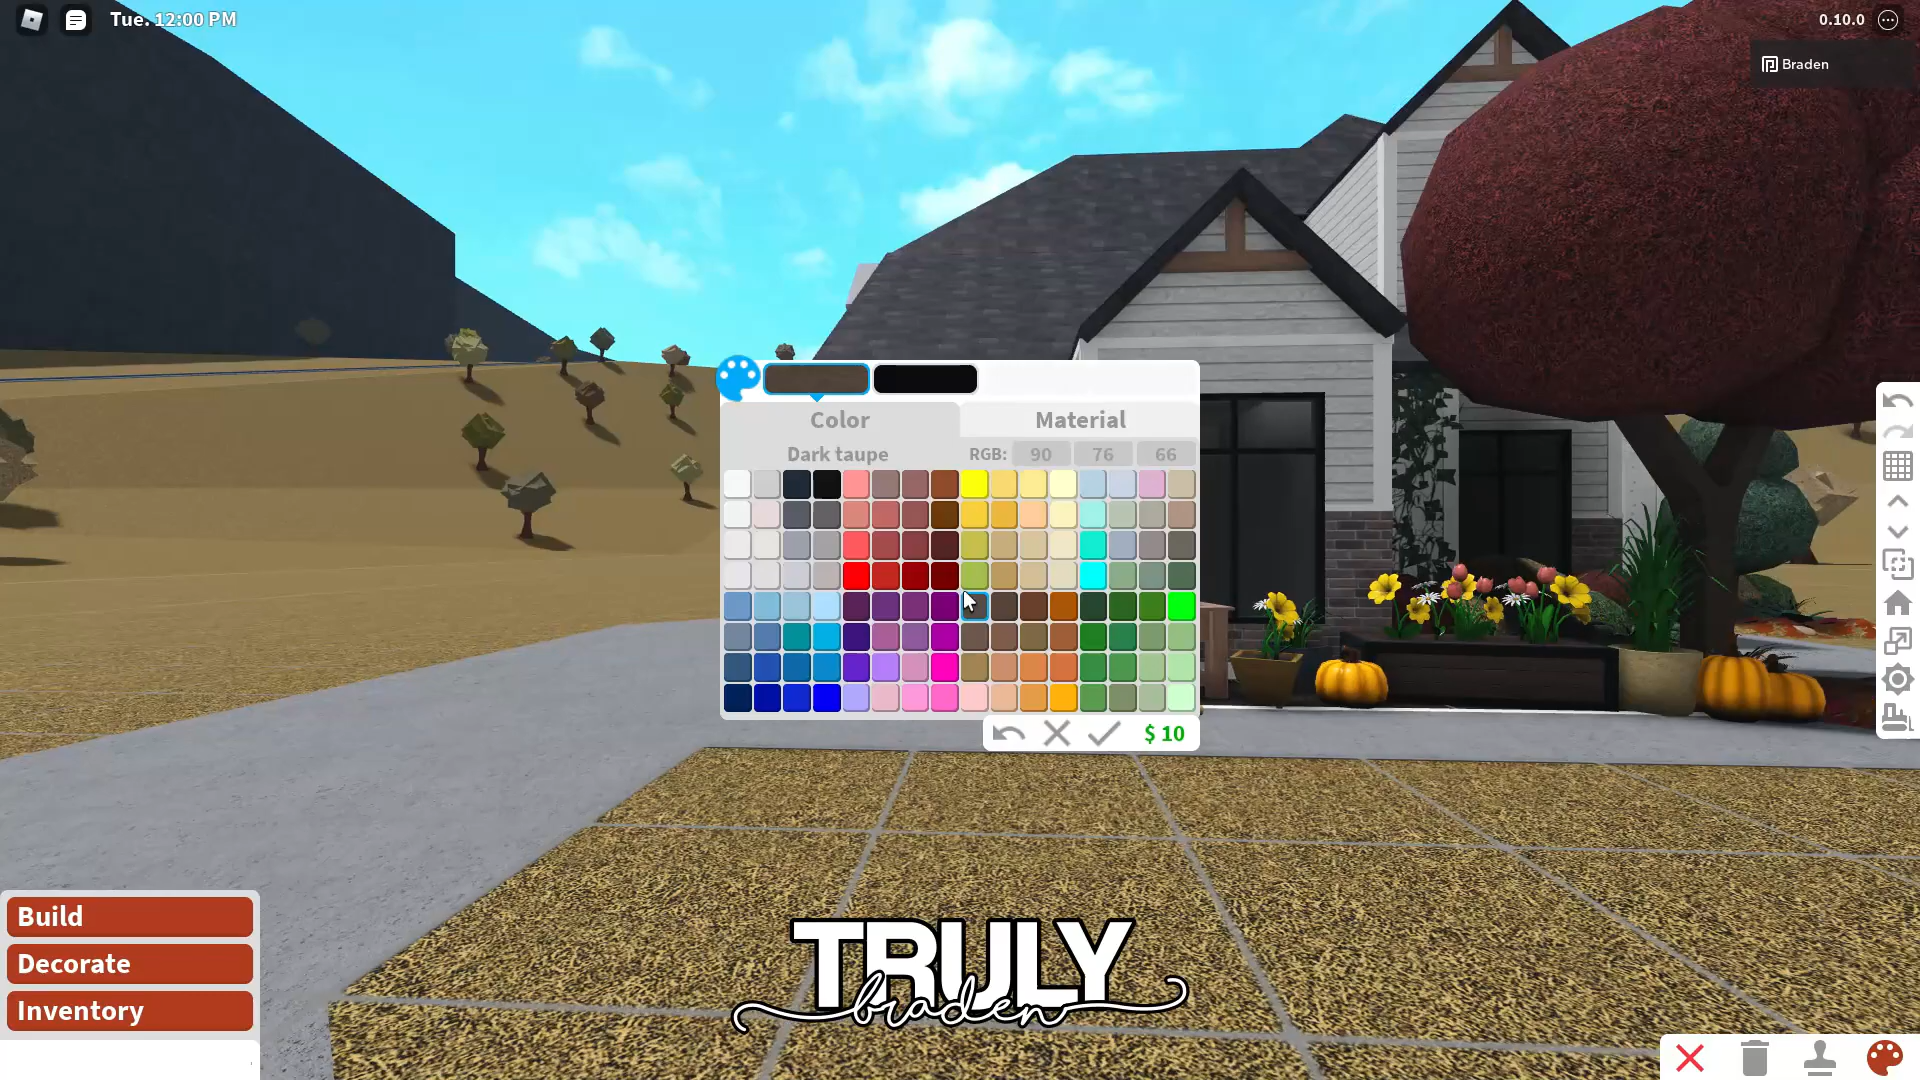 Tue. 12:00 PM
0.10.0
Braden
Color
Material
Dark taupe
RGB: 90 76 66
$ 10
Build
Decorate
Inventory
TRULY
braden